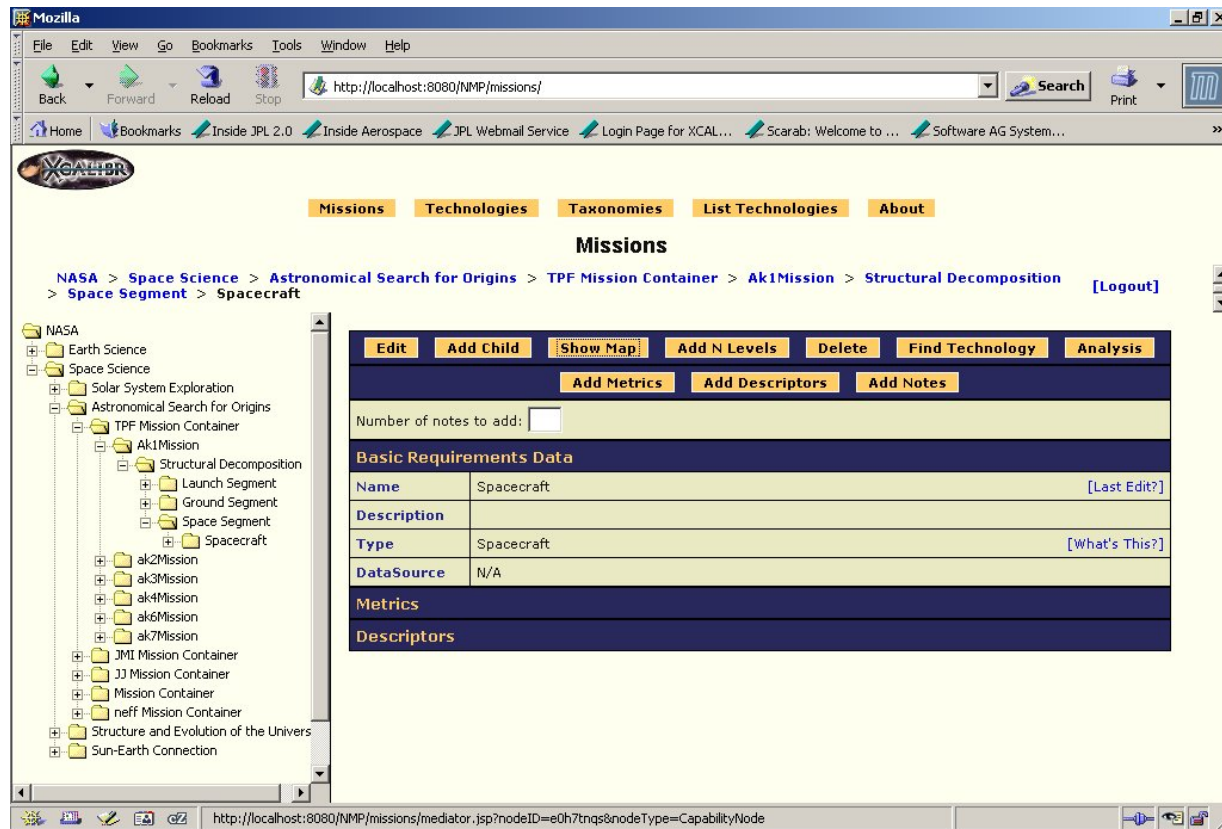 Mozilla
File Edit View Go Bookmarks Tools Window Help
Back Forward Reload Stop http://localhost:8080/NMP/missions/ Search Print
Home Bookmarks Inside JPL 2.0 Inside Aerospace JPL Webmail Service Login Page for XCAL... Scarab: Welcome to ... Software AG System... »
XCALIBR
Missions Technologies Taxonomies List Technologies About
Missions
NASA > Space Science > Astronomical Search for Origins > TPF Mission Container > Ak1Mission > Structural Decomposition
> Space Segment > Spacecraft
[Logout]
NASA
Earth Science
Space Science
Solar System Exploration
Astronomical Search for Origins
TPF Mission Container
Ak1Mission
Structural Decomposition
Launch Segment
Ground Segment
Space Segment
Spacecraft
ak2Mission
ak3Mission
ak4Mission
ak6Mission
ak7Mission
JMI Mission Container
JJ Mission Container
Mission Container
neff Mission Container
Structure and Evolution of the Univers
Sun-Earth Connection
Edit Add Child Show Map Add N Levels Delete Find Technology Analysis
Add Metrics Add Descriptors Add Notes
Number of notes to add:
Basic Requirements Data
Name Spacecraft [Last Edit?]
Description
Type Spacecraft [What's This?]
DataSource N/A
Metrics
Descriptors
http://localhost:8080/NMP/missions/mediator.jsp?nodeID=e0h7tnqs&nodeType=CapabilityNode